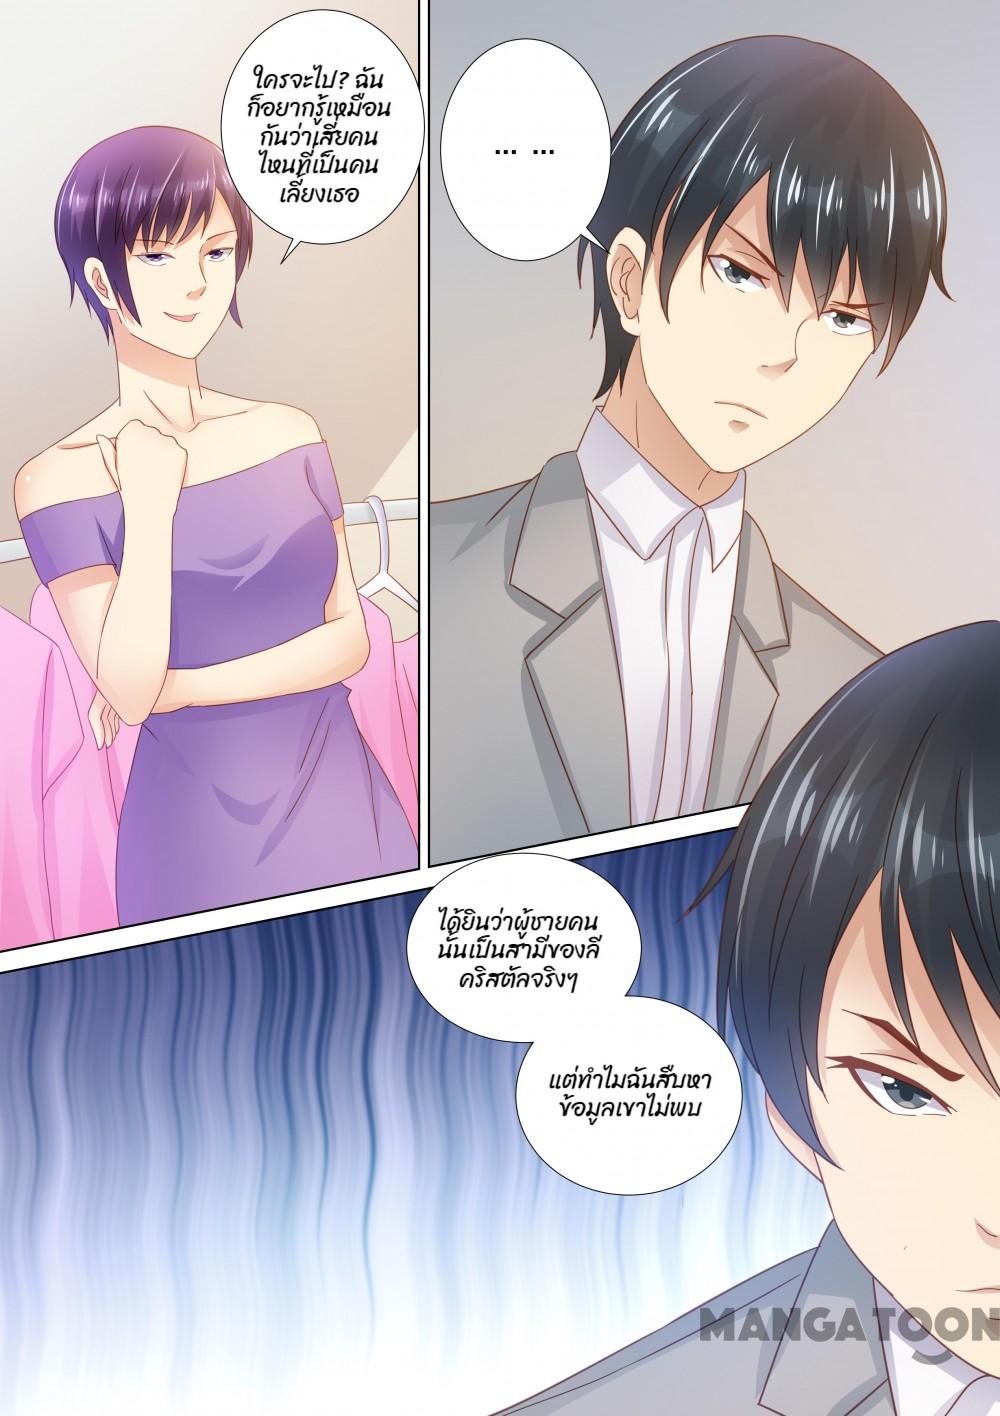 ใครจะไป? ฉัน
ก็อยากรู้เหมือน
กันว่าเสี่ยคน
ไหนที่เป็นคน
เลี้ยงเธอ
... ...
ได้ยินว่าผู้ชายคน
นั้นเป็นสามีของลี
คริสตัลจริงๆ
แต่ทำไมฉันสืบหา
ข้อมูลเขาไม่พบ
MANGATOON